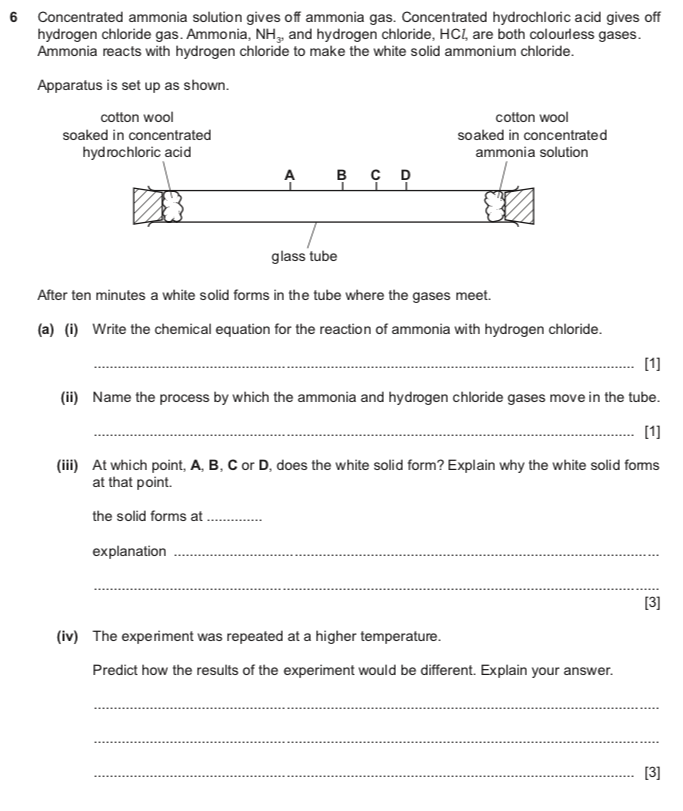 6 Concentrated ammonia solution gives off ammonia gas. Concentrated hydrochloric acid gives off
hydrogen chloride gas. Ammonia, NH₃, and hydrogen chloride, HCl, are both colourless gases.
Ammonia reacts with hydrogen chloride to make the white solid ammonium chloride.
Apparatus is set up as shown.
cotton wool
soaked in concentrated
hydrochloric acid
cotton wool
soaked in concentrated
ammonia solution
A B C D
glass tube
After ten minutes a white solid forms in the tube where the gases meet.
(a) (i) Write the chemical equation for the reaction of ammonia with hydrogen chloride.
[1]
(ii) Name the process by which the ammonia and hydrogen chloride gases move in the tube.
[1]
(iii) At which point, A, B, C or D, does the white solid form? Explain why the white solid forms
at that point.
the solid forms at .............
explanation
[3]
(iv) The experiment was repeated at a higher temperature.
Predict how the results of the experiment would be different. Explain your answer.
[3]